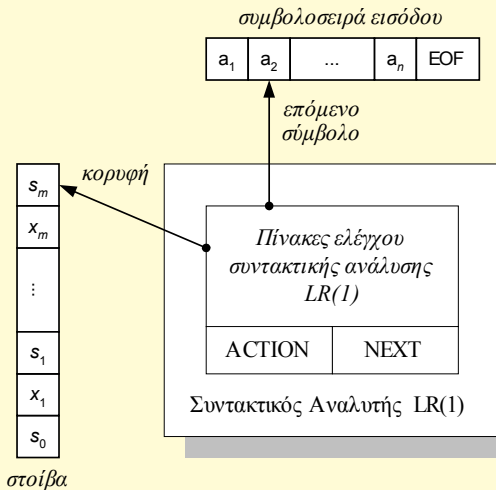 συμβολοσειρά εισόδου
a1 a2 ... an EOF
επόμενο
σύμβολο
κορυφή
sm
xm
...
s1
x1
s0
στοίβα
Πίνακες ελέγχου
συντακτικής ανάλυσης
LR(1)
ACTION NEXT
Συντακτικός Αναλυτής LR(1)